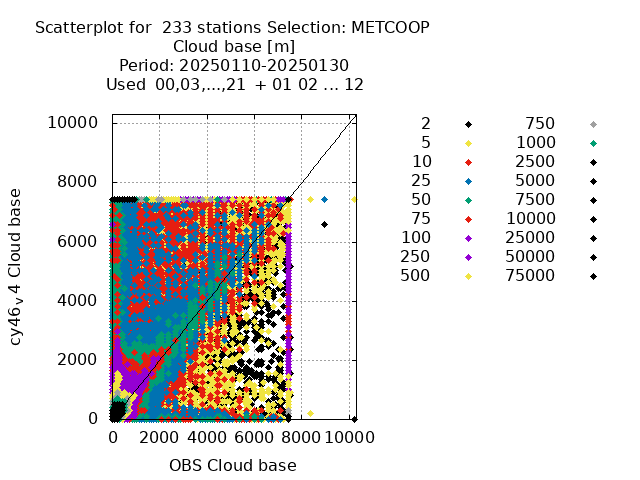 Scatterplot for  233 stations Selection: METCOOP
Cloud base [m]
Period: 20250110-20250130
Used  00,03,...,21  + 01 02 ... 12
10000
8000
6000
4000
2000
0
cy46v4 Cloud base
0 2000 4000 6000 8000 10000
OBS Cloud base
2 750
5 1000
10 2500
25 5000
50 7500
75 10000
100 25000
250 50000
500 75000